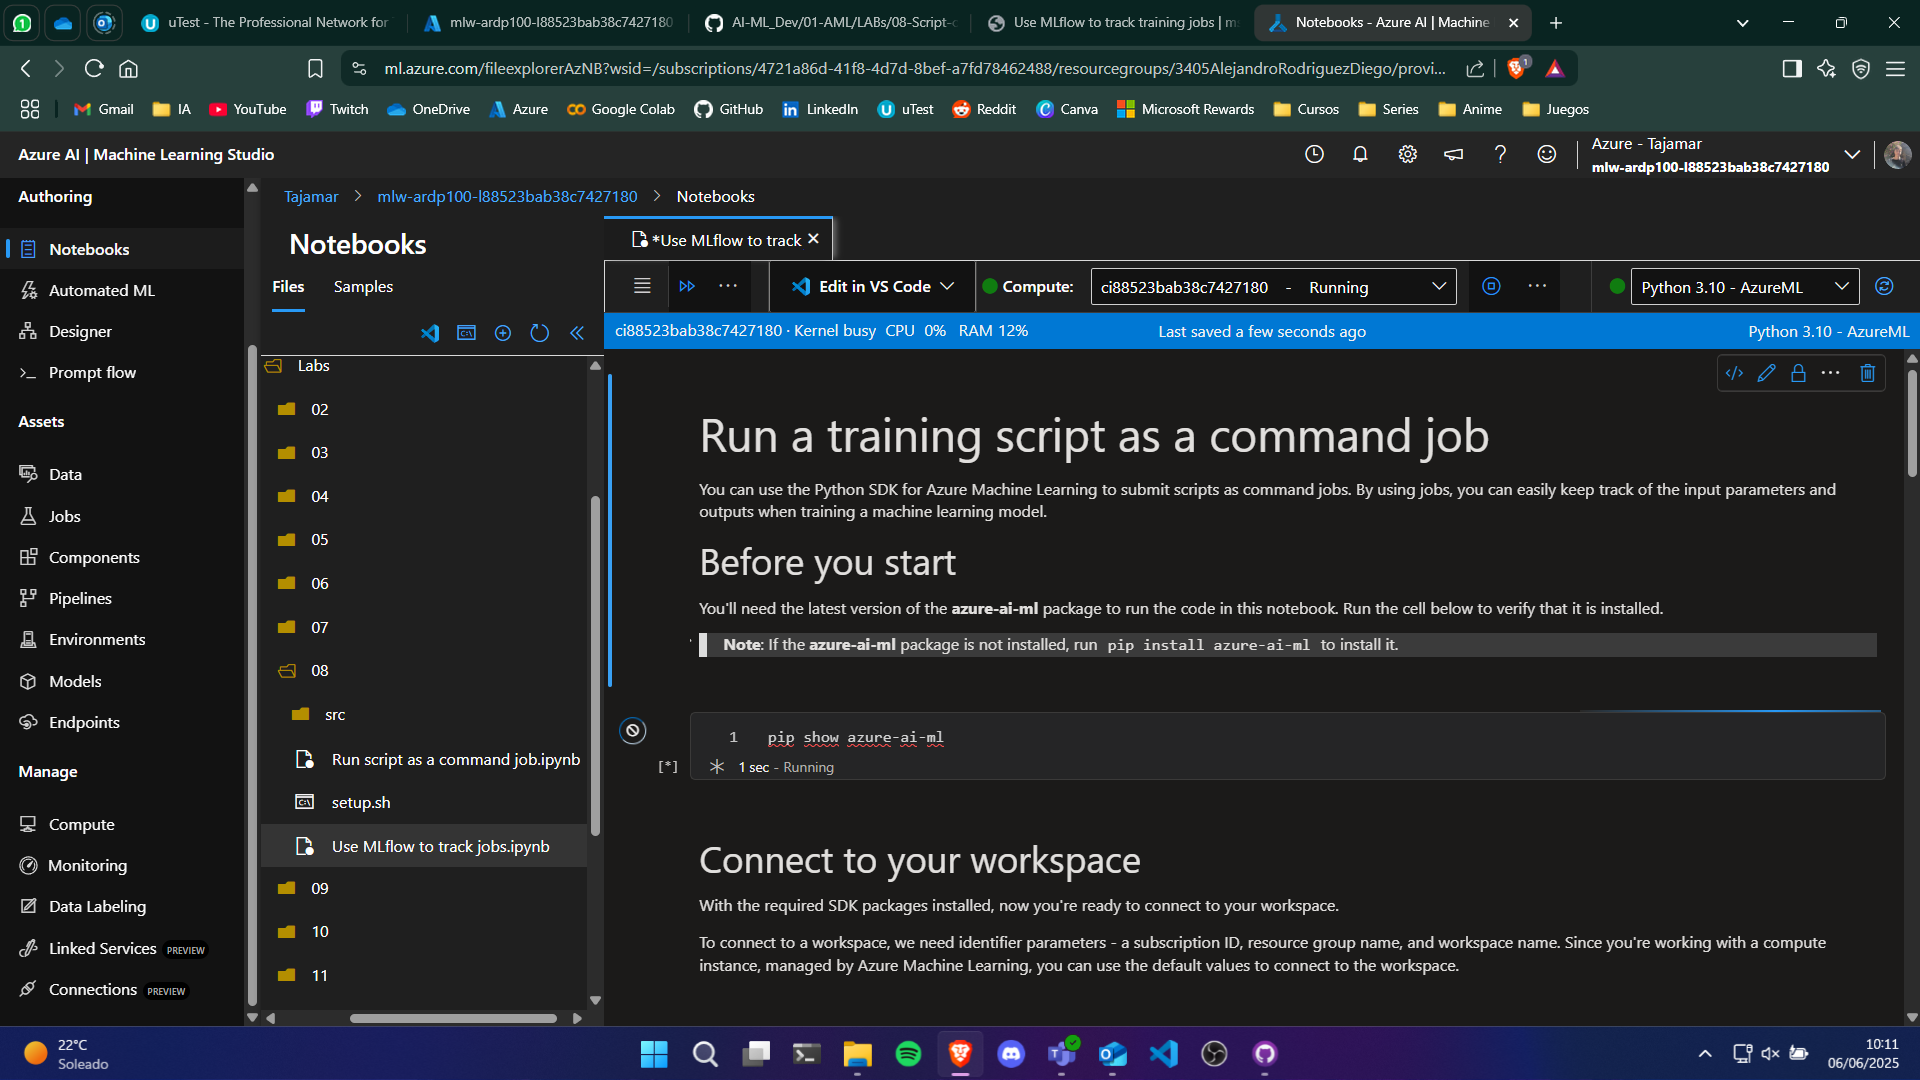 uTest - The Professional Network for
mlw-ardp100-l88523bab38c7427180
AI-ML_Dev/01-AML/LABs/08-Script-c
Use MLflow to track training jobs | ms
Notebooks - Azure AI | Machine
ml.azure.com/fileexplorerAzNB?wsid=/subscriptions/4721a86d-41f8-4d7d-8bef-a7fd78462488/resourcegroups/3405AlejandroRodriguezDiego/provi...
1
Gmail
IA
YouTube
Twitch
OneDrive
Azure
Google Colab
GitHub
LinkedIn
uTest
Reddit
Canva
Microsoft Rewards
Cursos
Series
Anime
Juegos
Azure AI | Machine Learning Studio
Azure - Tajamar
mlw-ardp100-l88523bab38c7427180
Authoring
Notebooks
Automated ML
Designer
Prompt flow
Assets
Data
Jobs
Components
Pipelines
Environments
Models
Endpoints
Manage
Compute
Monitoring
Data Labeling
Linked Services PREVIEW
Connections PREVIEW
Tajamar > mlw-ardp100-l88523bab38c7427180 > Notebooks
Notebooks
Files
Samples
Labs
02
03
04
05
06
07
08
src
Run script as a command job.ipynb
setup.sh
Use MLflow to track jobs.ipynb
09
10
11
*Use MLflow to track
Edit in VS Code
Compute:
ci88523bab38c7427180 - Running
Python 3.10 - AzureML
ci88523bab38c7427180 · Kernel busy CPU 0% RAM 12%
Last saved a few seconds ago
Python 3.10 - AzureML
Run a training script as a command job
You can use the Python SDK for Azure Machine Learning to submit scripts as command jobs. By using jobs, you can easily keep track of the input parameters and
outputs when training a machine learning model.
Before you start
You'll need the latest version of the azure-ai-ml package to run the code in this notebook. Run the cell below to verify that it is installed.
Note: If the azure-ai-ml package is not installed, run pip install azure-ai-ml to install it.
1 pip show azure-ai-ml
[*]
1 sec - Running
Connect to your workspace
With the required SDK packages installed, now you're ready to connect to your workspace.
To connect to a workspace, we need identifier parameters - a subscription ID, resource group name, and workspace name. Since you're working with a compute
instance, managed by Azure Machine Learning, you can use the default values to connect to the workspace.
22°C
Soleado
10:11
06/06/2025